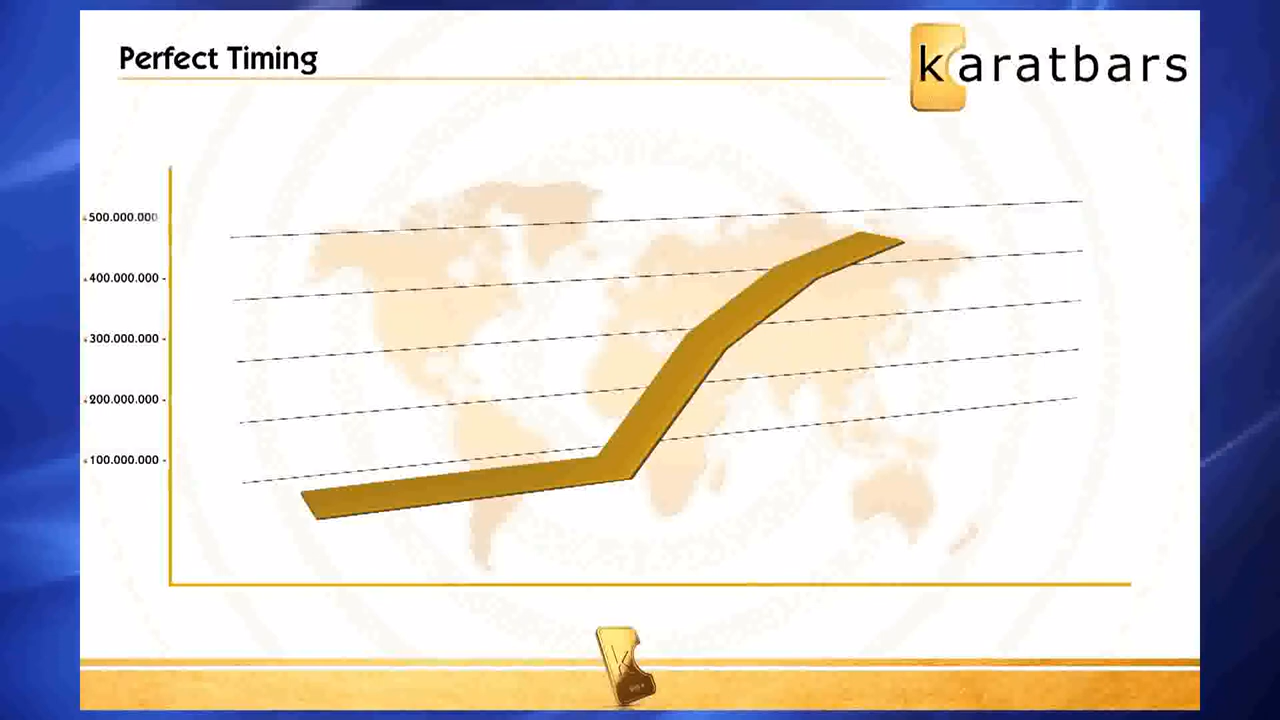 Perfect Timing
karatbars
500.000.000
400.000.000 -
300.000.000 -
200.000.000 -
100.000.000 -